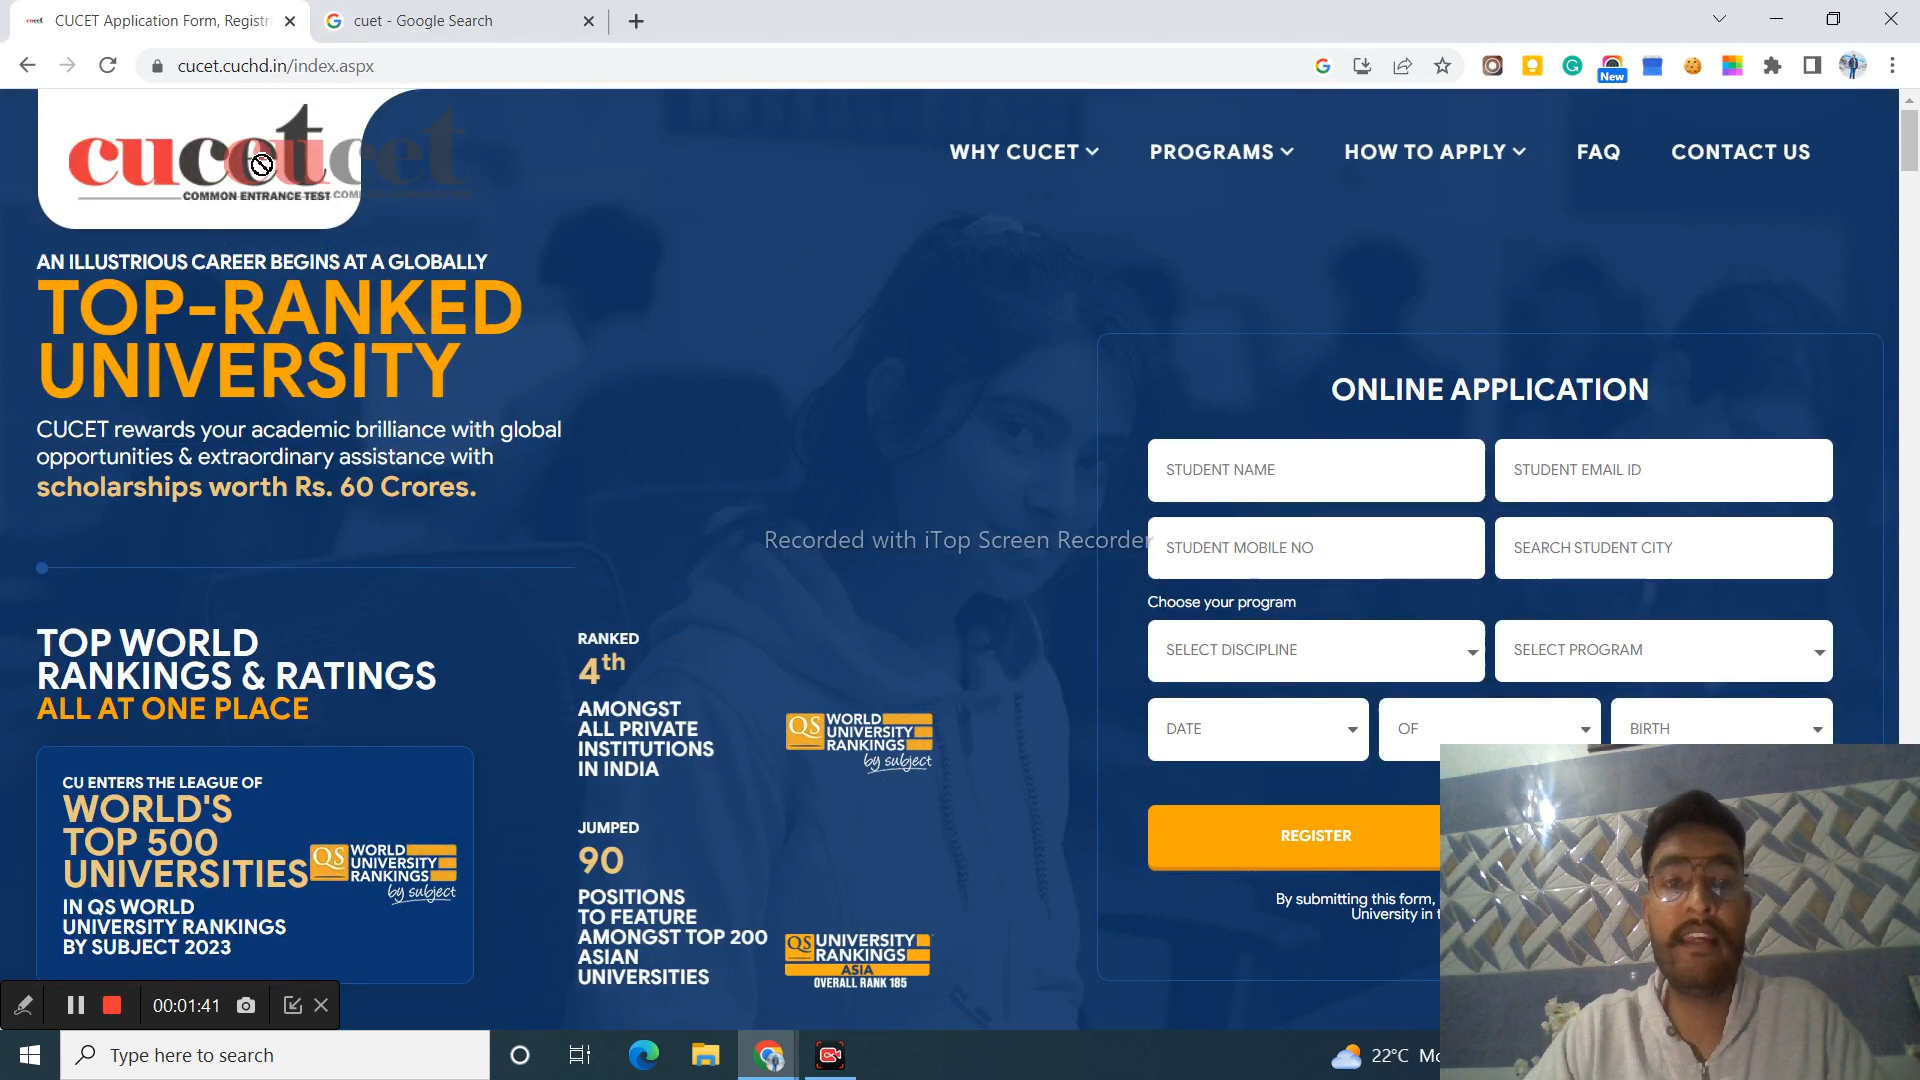 CUCET Application Form, Registr
cuet - Google Search
cucet.cuchd.in/index.aspx
New
cucet
COMMON ENTRANCE TEST
WHY CUCET
PROGRAMS
HOW TO APPLY
FAQ
CONTACT US
AN ILLUSTRIOUS CAREER BEGINS AT A GLOBALLY
TOP-RANKED
UNIVERSITY
CUCET rewards your academic brilliance with global
opportunities & extraordinary assistance with
scholarships worth Rs. 60 Crores.
TOP WORLD
RANKINGS & RATINGS
ALL AT ONE PLACE
CU ENTERS THE LEAGUE OF
WORLD'S
TOP 500
UNIVERSITIES
IN QS WORLD
UNIVERSITY RANKINGS
BY SUBJECT 2023
QS WORLD
UNIVERSITY
RANKINGS
by subject
RANKED
4th
AMONGST
ALL PRIVATE
INSTITUTIONS
IN INDIA
QS WORLD
UNIVERSITY
RANKINGS
by subject
JUMPED
90
POSITIONS
TO FEATURE
AMONGST TOP 200
ASIAN
UNIVERSITIES
QS UNIVERSITY
RANKINGS
ASIA
OVERALL RANK 185
Recorded with iTop Screen Recorder
ONLINE APPLICATION
STUDENT NAME
STUDENT EMAIL ID
STUDENT MOBILE NO
SEARCH STUDENT CITY
Choose your program
SELECT DISCIPLINE
SELECT PROGRAM
DATE
OF
BIRTH
REGISTER
By submitting this form,
University in t
00:01:41
Type here to search
22°C Mo